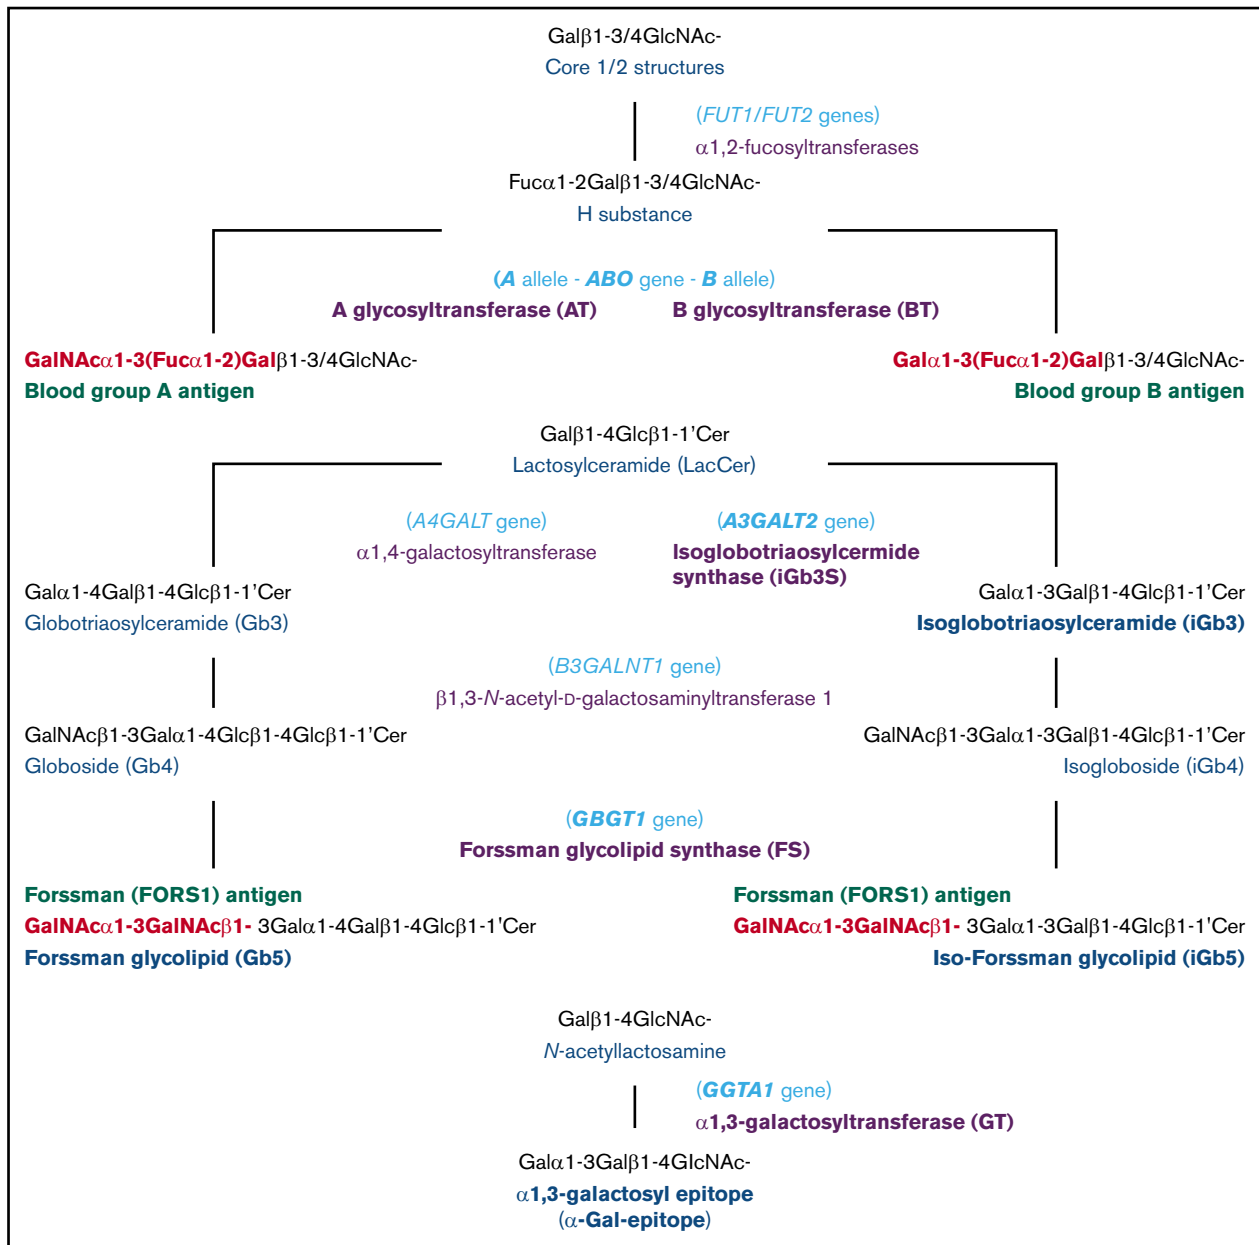 Galβ1-3/4GlcNAc-
Core 1/2 structures
(FUT1/FUT2 genes)
α1,2-fucosyltransferases
Fucα1-2Galβ1-3/4GlcNAc-
H substance
(A allele - ABO gene - B allele)
A glycosyltransferase (AT) B glycosyltransferase (BT)
GalNAcα1-3(Fucα1-2)Galβ1-3/4GlcNAc-
Blood group A antigen
Galα1-3(Fucα1-2)Galβ1-3/4GlcNAc-
Blood group B antigen
Galβ1-4Glcβ1-1’Cer
Lactosylceramide (LacCer)
(A4GALT gene)
α1,4-galactosyltransferase
(A3GALT2 gene)
Isoglobotriaosylcermide
synthase (iGb3S)
Galα1-4Galβ1-4Glcβ1-1’Cer
Globotriaosylceramide (Gb3)
Galα1-3Galβ1-4Glcβ1-1’Cer
Isoglobotriaosylceramide (iGb3)
(B3GALNT1 gene)
β1,3-N-acetyl-D-galactosaminyltransferase 1
GalNAcβ1-3Galα1-4Glcβ1-4Glcβ1-1’Cer
Globoside (Gb4)
GalNAcβ1-3Galα1-3Galβ1-4Glcβ1-1’Cer
Isogloboside (iGb4)
(GBGT1 gene)
Forssman glycolipid synthase (FS)
Forssman (FORS1) antigen
GalNAcα1-3GalNAcβ1- 3Galα1-4Galβ1-4Glcβ1-1’Cer
Forssman glycolipid (Gb5)
Forssman (FORS1) antigen
GalNAcα1-3GalNAcβ1- 3Galα1-3Galβ1-4Glcβ1-1’Cer
Iso-Forssman glycolipid (iGb5)
Galβ1-4GlcNAc-
N-acetyllactosamine
(GGTA1 gene)
α1,3-galactosyltransferase (GT)
Galα1-3Galβ1-4GlcNAc-
α1,3-galactosyl epitope
(α-Gal-epitope)